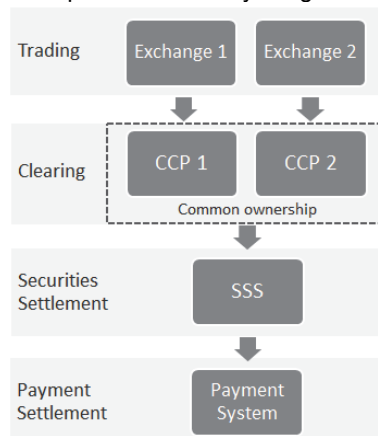 Trading
Exchange 1
Exchange 2
Clearing
CCP 1
CCP 2
Common ownership
Securities
Settlement
SSS
Payment
Settlement
Payment
System